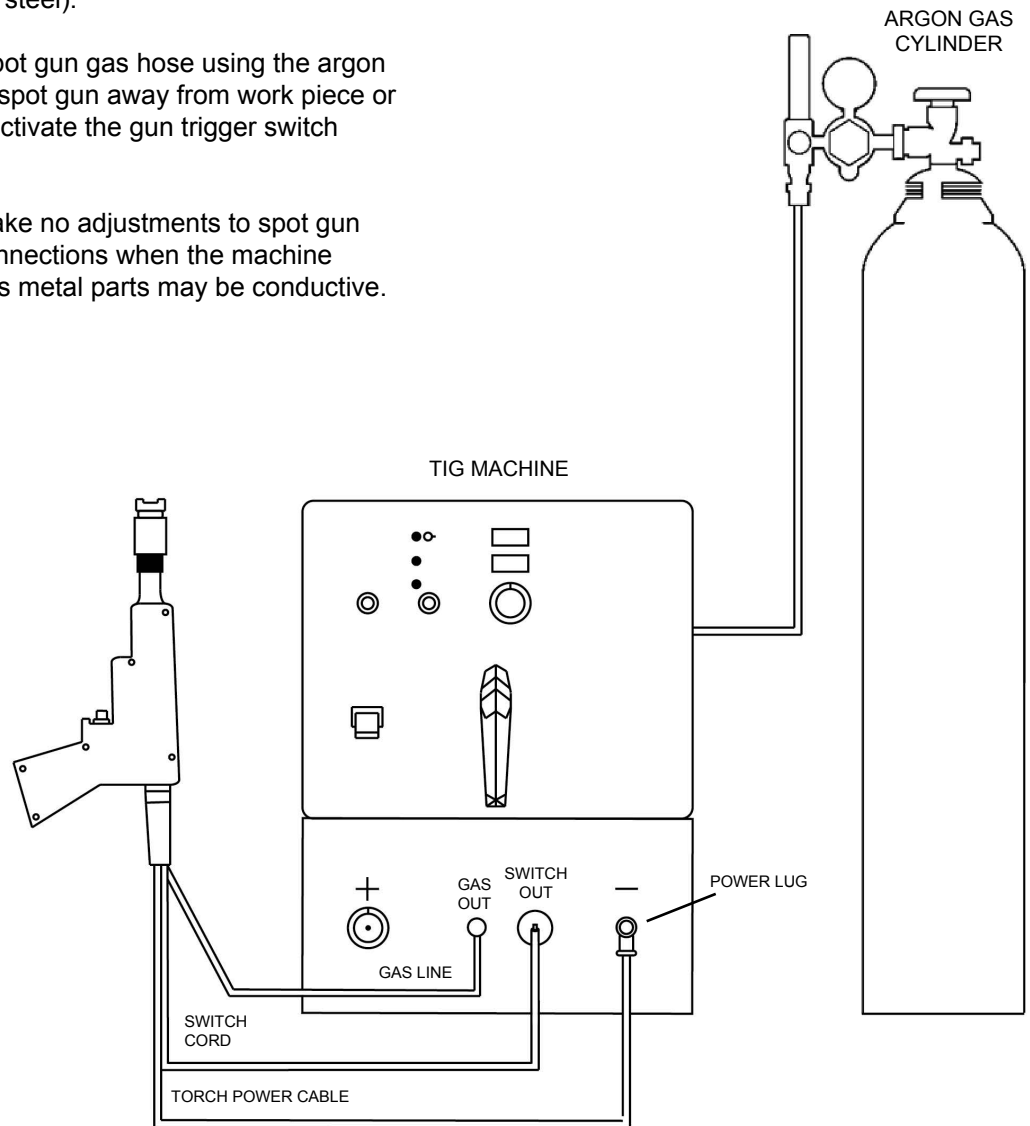 steel).
oot gun gas hose using the argon
spot gun away from work piece or
ctivate the gun trigger switch
ake no adjustments to spot gun
nnections when the machine
s metal parts may be conductive.
ARGON GAS
CYLINDER
TIG MACHINE
+
GAS
OUT
SWITCH
OUT
−
POWER LUG
GAS LINE
SWITCH
CORD
TORCH POWER CABLE